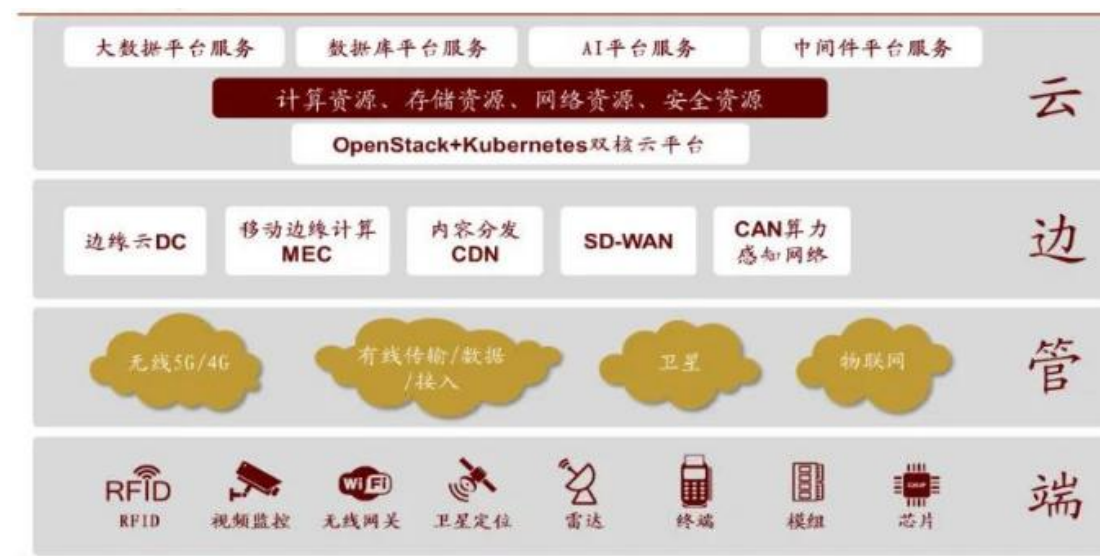 大数据平台服务
数据库平台服务
AI平台服务
中间件平台服务
计算资源、存储资源、网络资源、安全资源
OpenStack+Kubernetes双核云平台
云
边缘云DC
移动边缘计算
MEC
内容分发
CDN
SD-WAN
CAN算力
感知网络
边
无线5G/4G
有线传输/数据
/接入
卫星
物联网
管
RFID
RFID
视频监控
WiFi
无线网关
卫星定位
雷达
终端
模组
芯片
端